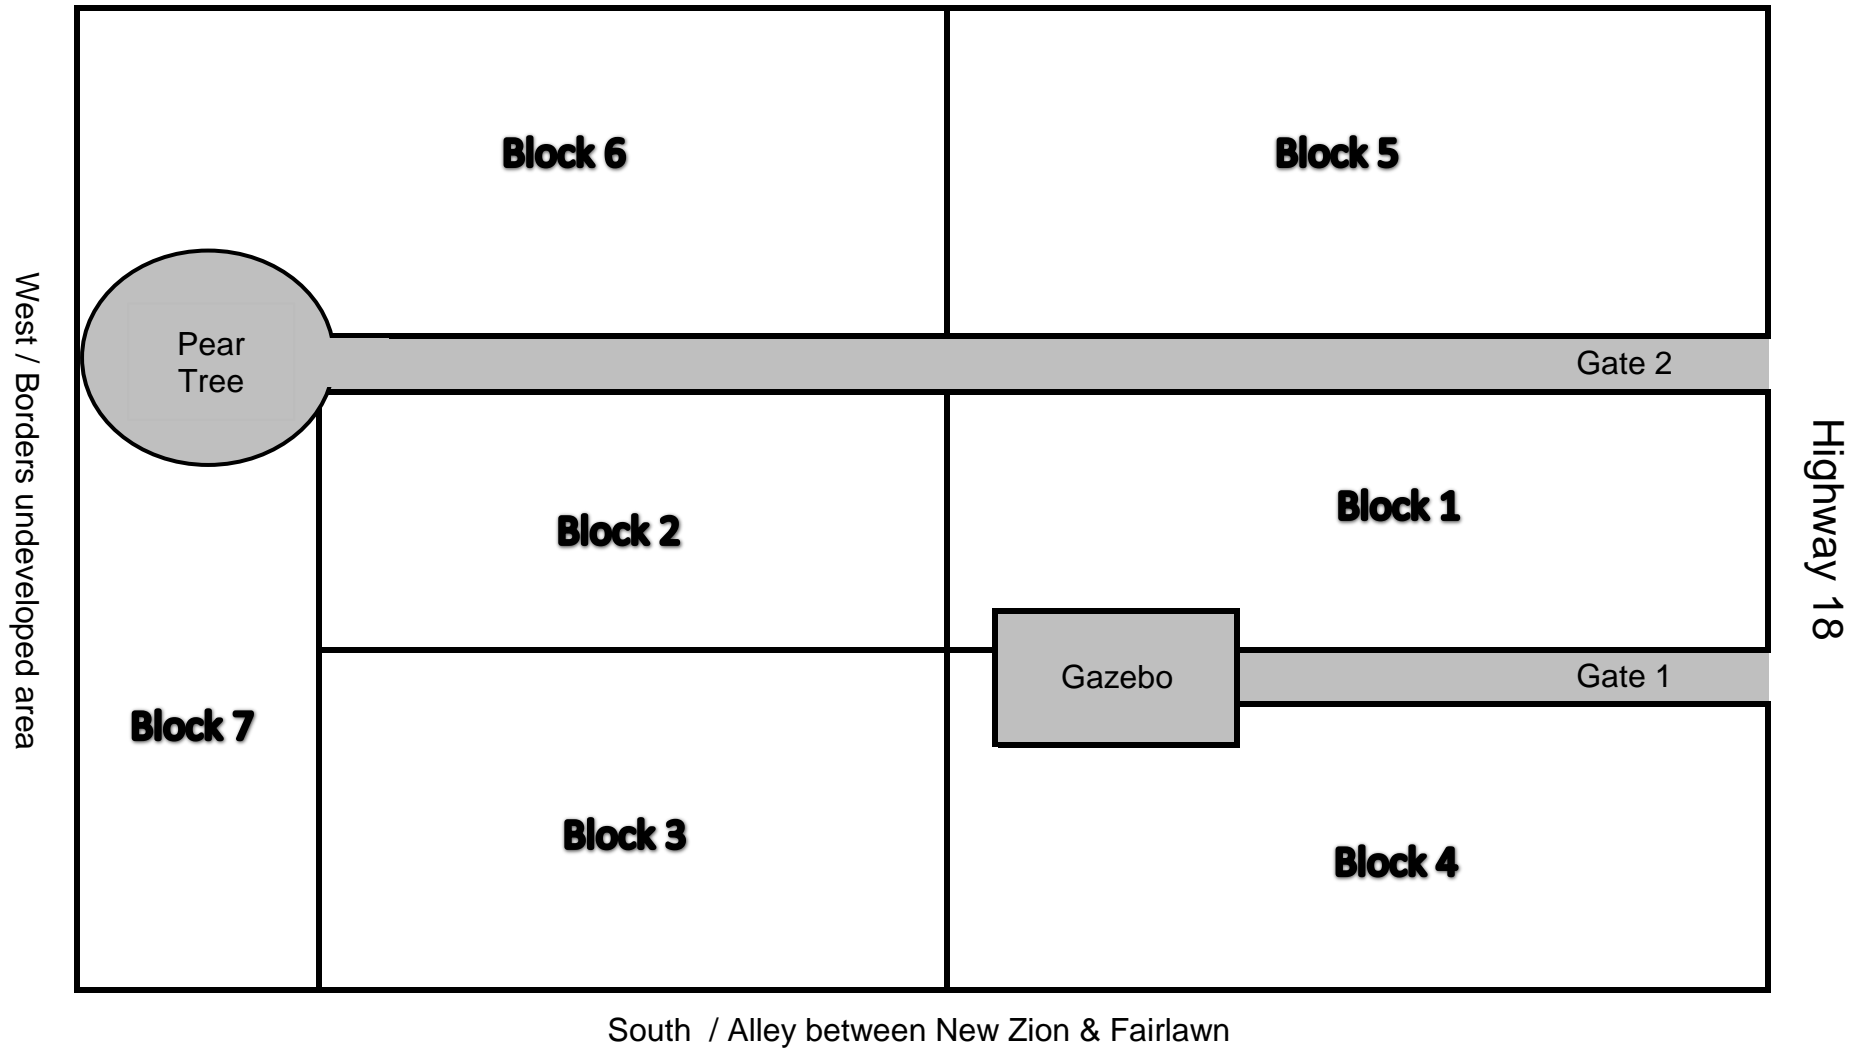 Block 6
Block 5
Pear
Tree
Gate 2
West / Borders undeveloped area
Highway 18
Block 2
Block 1
Gazebo
Gate 1
Block 7
Block 3
Block 4
South / Alley between New Zion & Fairlawn